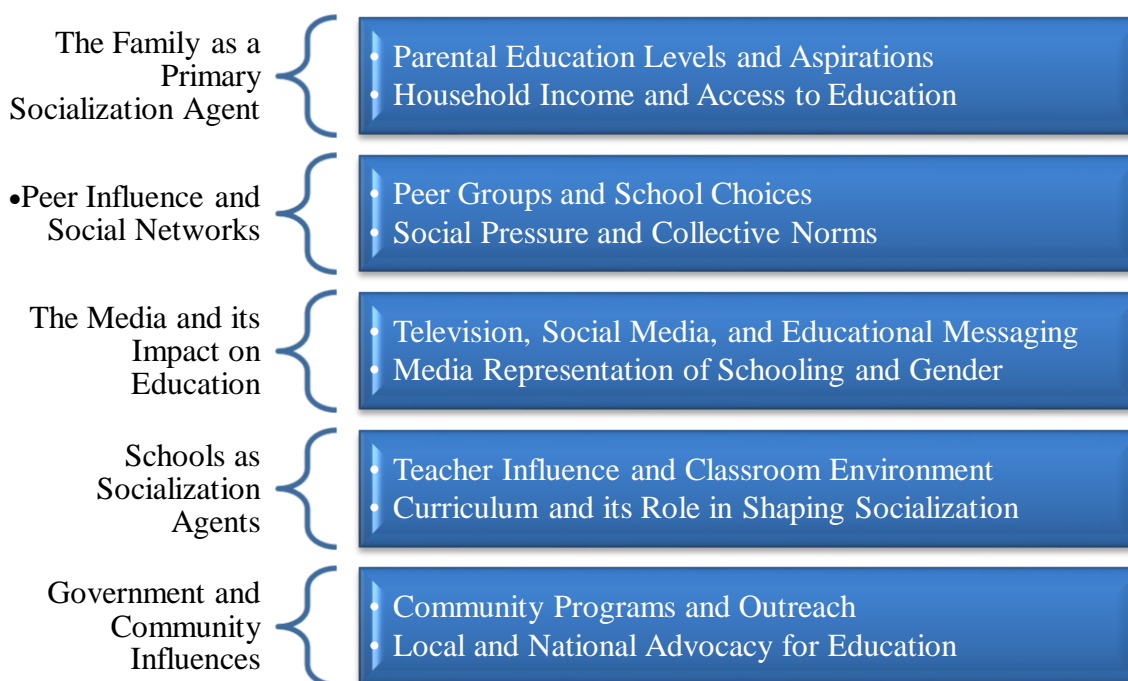 The Family as a
Primary
Socialization Agent
• Parental Education Levels and Aspirations
• Household Income and Access to Education
•Peer Influence and
Social Networks
• Peer Groups and School Choices
• Social Pressure and Collective Norms
The Media and its
Impact on
Education
• Television, Social Media, and Educational Messaging
• Media Representation of Schooling and Gender
Schools as
Socialization
Agents
• Teacher Influence and Classroom Environment
• Curriculum and its Role in Shaping Socialization
Government and
Community
Influences
• Community Programs and Outreach
• Local and National Advocacy for Education